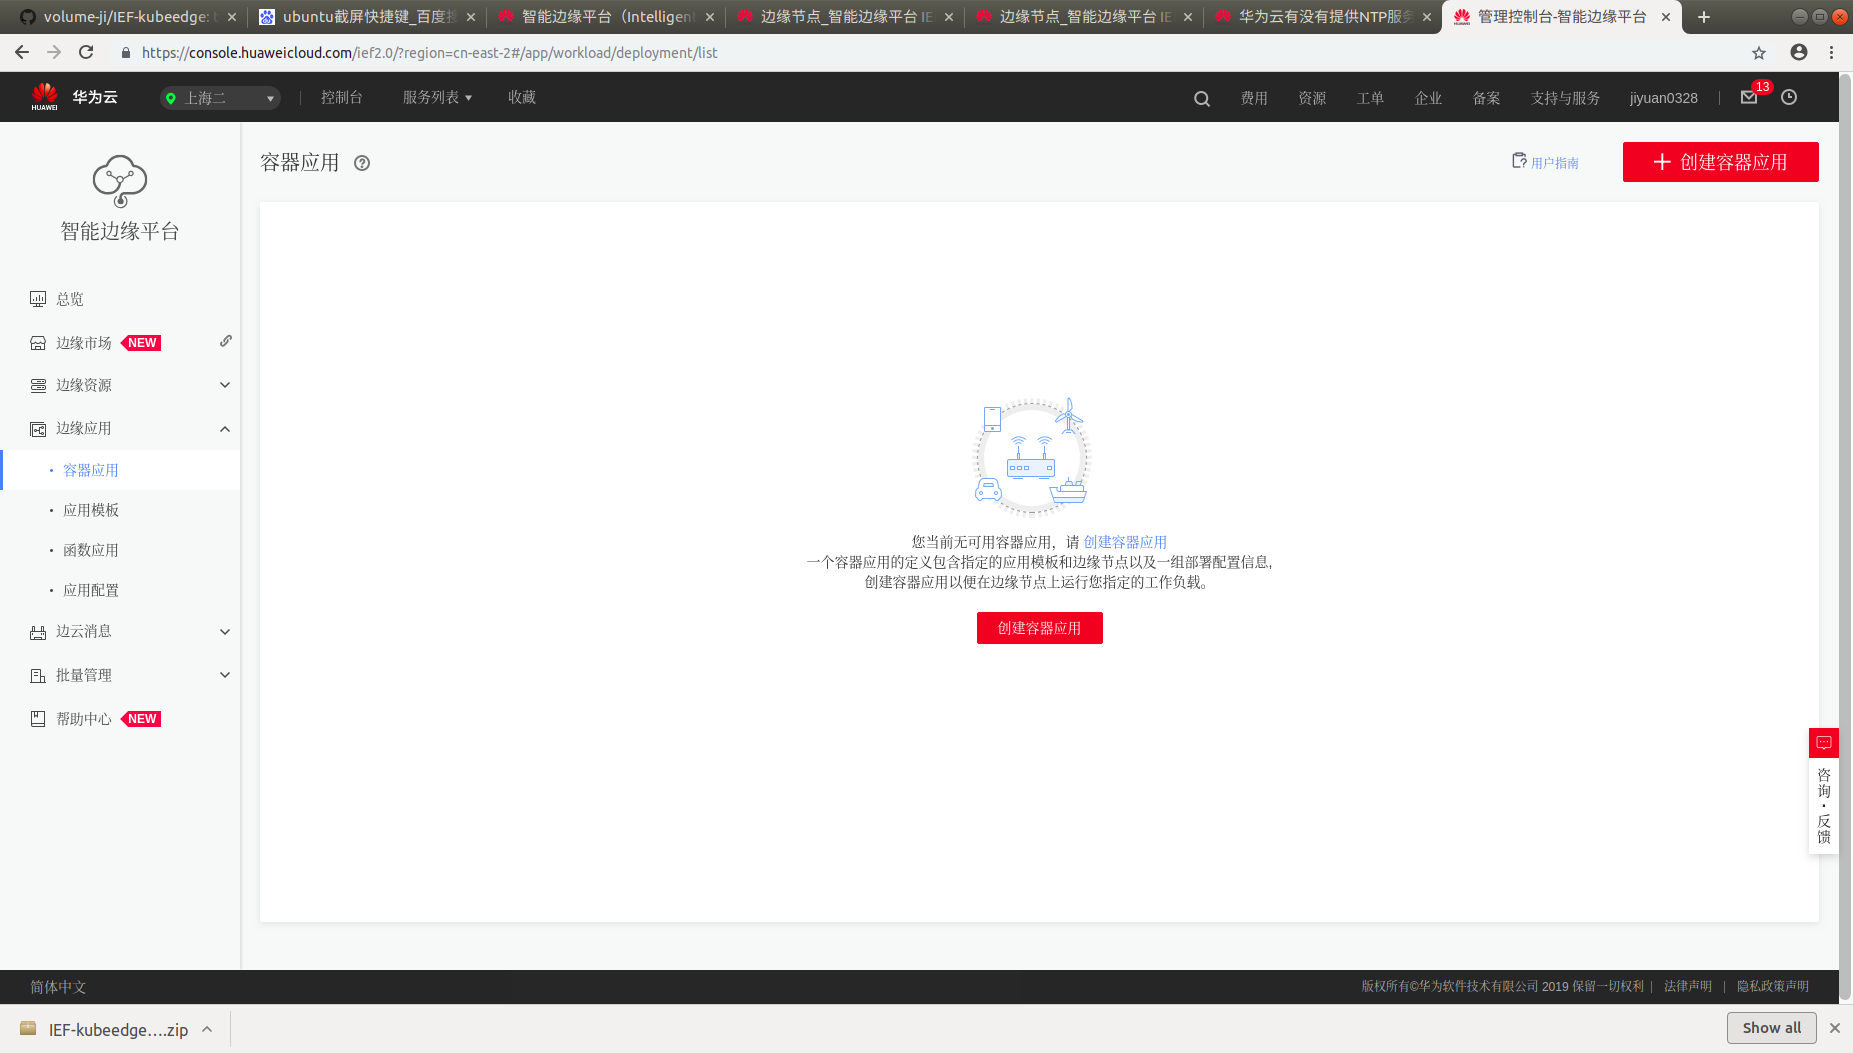 volume-ji/IEF-kubeedge: t
ubuntu截屏快捷键_百度搜
智能边缘平台（Intelligent
边缘节点_智能边缘平台 IE
边缘节点_智能边缘平台 IE
华为云有没有提供NTP服务
管理控制台-智能边缘平台
https://console.huaweicloud.com/ief2.0/?region=cn-east-2#/app/workload/deployment/list
HUAWEI
华为云
上海二
控制台
服务列表
收藏
费用
资源
工单
企业
备案
支持与服务
jiyuan0328
13
智能边缘平台
总览
边缘市场 NEW
边缘资源
边缘应用
容器应用
应用模板
函数应用
应用配置
边云消息
批量管理
帮助中心 NEW
容器应用
用户指南
创建容器应用
您当前无可用容器应用，请 创建容器应用
一个容器应用的定义包含指定的应用模板和边缘节点以及一组部署配置信息,
创建容器应用以便在边缘节点上运行您指定的工作负载。
创建容器应用
咨询·反馈
简体中文
版权所有©华为软件技术有限公司 2019 保留一切权利 | 法律声明 | 隐私政策声明
IEF-kubeedge....zip
Show all